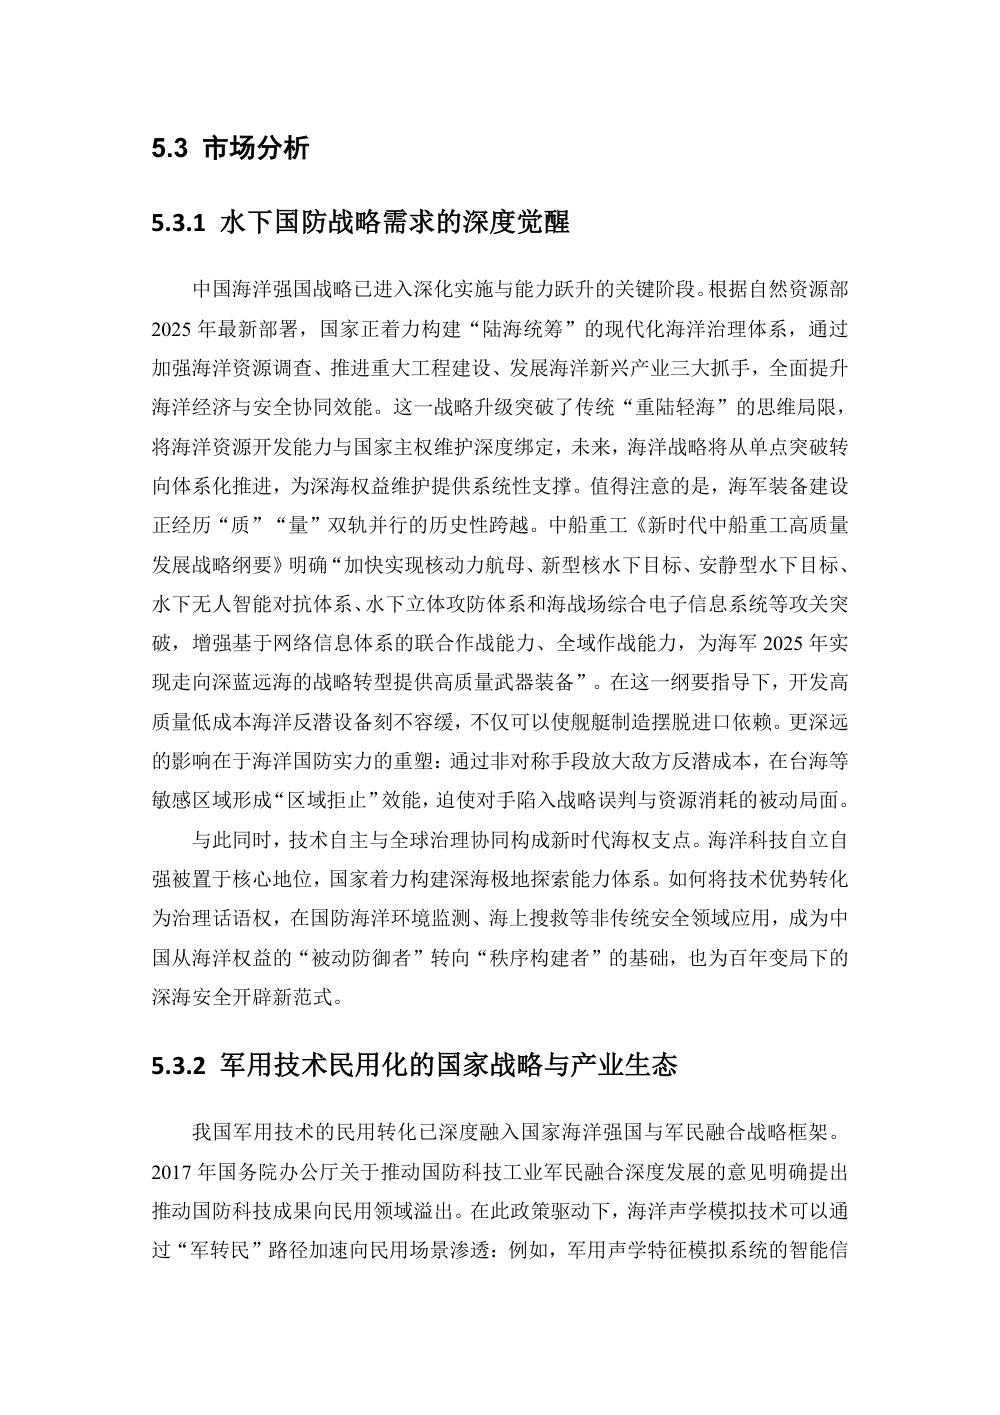 5.3 市场分析
5.3.1 水下国防战略需求的深度觉醒
中国海洋强国战略已进入深化实施与能力跃升的关键阶段。根据自然资源部
2025 年最新部署，国家正着力构建“陆海统筹”的现代化海洋治理体系，通过
加强海洋资源调查、推进重大工程建设、发展海洋新兴产业三大抓手，全面提升
海洋经济与安全协同效能。这一战略升级突破了传统“重陆轻海”的思维局限，
将海洋资源开发能力与国家主权维护深度绑定，未来，海洋战略将从单点突破转
向体系化推进，为深海权益维护提供系统性支撑。值得注意的是，海军装备建设
正经历“质”“量”双轨并行的历史性跨越。中船重工《新时代中船重工高质量
发展战略纲要》明确“加快实现核动力航母、新型核水下目标、安静型水下目标、
水下无人智能对抗体系、水下立体攻防体系和海战场综合电子信息系统等攻关突
破，增强基于网络信息体系的联合作战能力、全域作战能力，为海军 2025 年实
现走向深蓝远海的战略转型提供高质量武器装备”。在这一纲要指导下，开发高
质量低成本海洋反潜设备刻不容缓，不仅可以使舰艇制造摆脱进口依赖。更深远
的影响在于海洋国防实力的重塑：通过非对称手段放大敌方反潜成本，在台海等
敏感区域形成“区域拒止”效能，迫使对手陷入战略误判与资源消耗的被动局面。
与此同时，技术自主与全球治理协同构成新时代海权支点。海洋科技自立自
强被置于核心地位，国家着力构建深海极地探索能力体系。如何将技术优势转化
为治理话语权，在国防海洋环境监测、海上搜救等非传统安全领域应用，成为中
国从海洋权益的“被动防御者”转向“秩序构建者”的基础，也为百年变局下的
深海安全开辟新范式。
5.3.2 军用技术民用化的国家战略与产业生态
我国军用技术的民用转化已深度融入国家海洋强国与军民融合战略框架。
2017 年国务院办公厅关于推动国防科技工业军民融合深度发展的意见明确提出
推动国防科技成果向民用领域溢出。在此政策驱动下，海洋声学模拟技术可以通
过“军转民”路径加速向民用场景渗透：例如，军用声学特征模拟系统的智能信